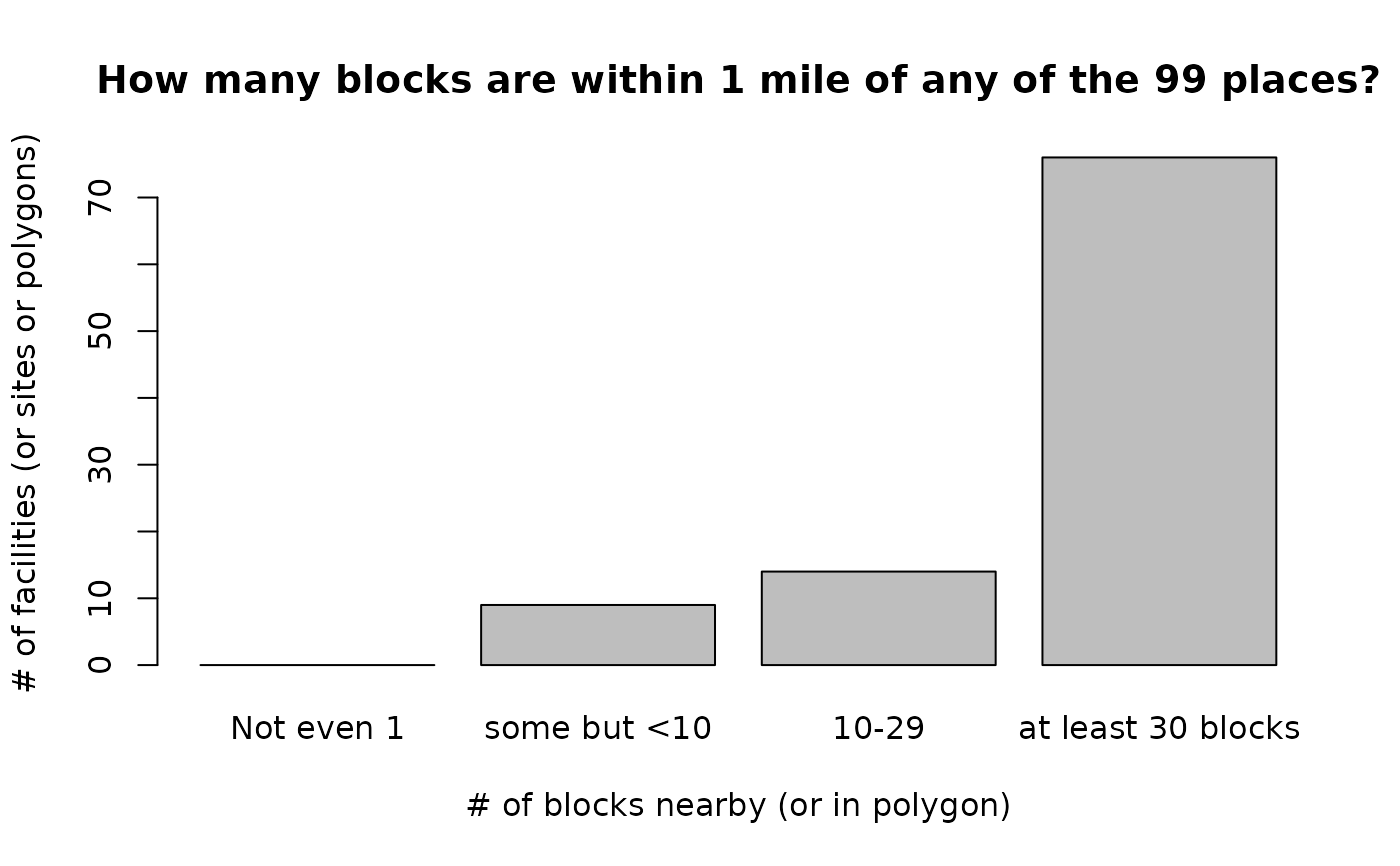 How many blocks are within 1 mile of any of the 99 places?
# of facilities (or sites or polygons)
70
50
30
10
0
Not even 1
some but <10
10-29
at least 30 blocks
# of blocks nearby (or in polygon)